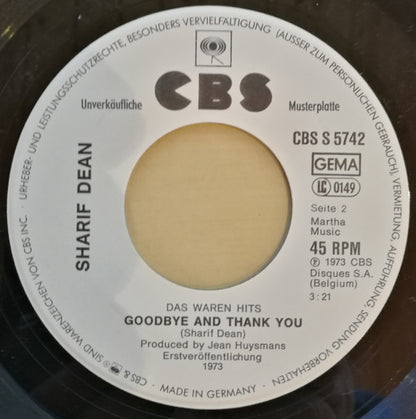 URHEBER- UND LEISTUNGSSCHUTZRECHTE, BESONDERS VERVIELFÄLTIGUNG (AUSSER ZUM PERSÖNLICHEN GEBRAUCH), VERMIETUNG, AUFFÜHRUNG, SENDUNG VORBEHALTEN
CBS
Unverkäufliche
Musterplatte
CBS S 5742
GEMA
LC 0149
SHARIF DEAN
Seite 2
Martha
Music
45 RPM
℗ 1973 CBS
Disques S.A.
(Belgium)
3:21
DAS WAREN HITS
GOODBYE AND THANK YOU
(Sharif Dean)
Produced by Jean Huysmans
Erstveröffentlichung
1973
CBS & SIND WARENZEICHEN VON CBS INC.
MADE IN GERMANY